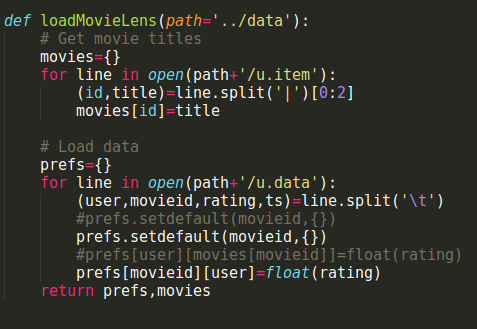 def loadMovieLens(path='../data'):
    # Get movie titles
    movies={}
    for line in open(path+'/u.item'):
        (id,title)=line.split('|')[0:2]
        movies[id]=title

    # Load data
    prefs={}
    for line in open(path+'/u.data'):
        (user,movieid,rating,ts)=line.split('\t')
        #prefs.setdefault(movieid,{})
        prefs.setdefault(movieid,{})
        #prefs[user][movies[movieid]]=float(rating)
        prefs[movieid][user]=float(rating)
    return prefs,movies